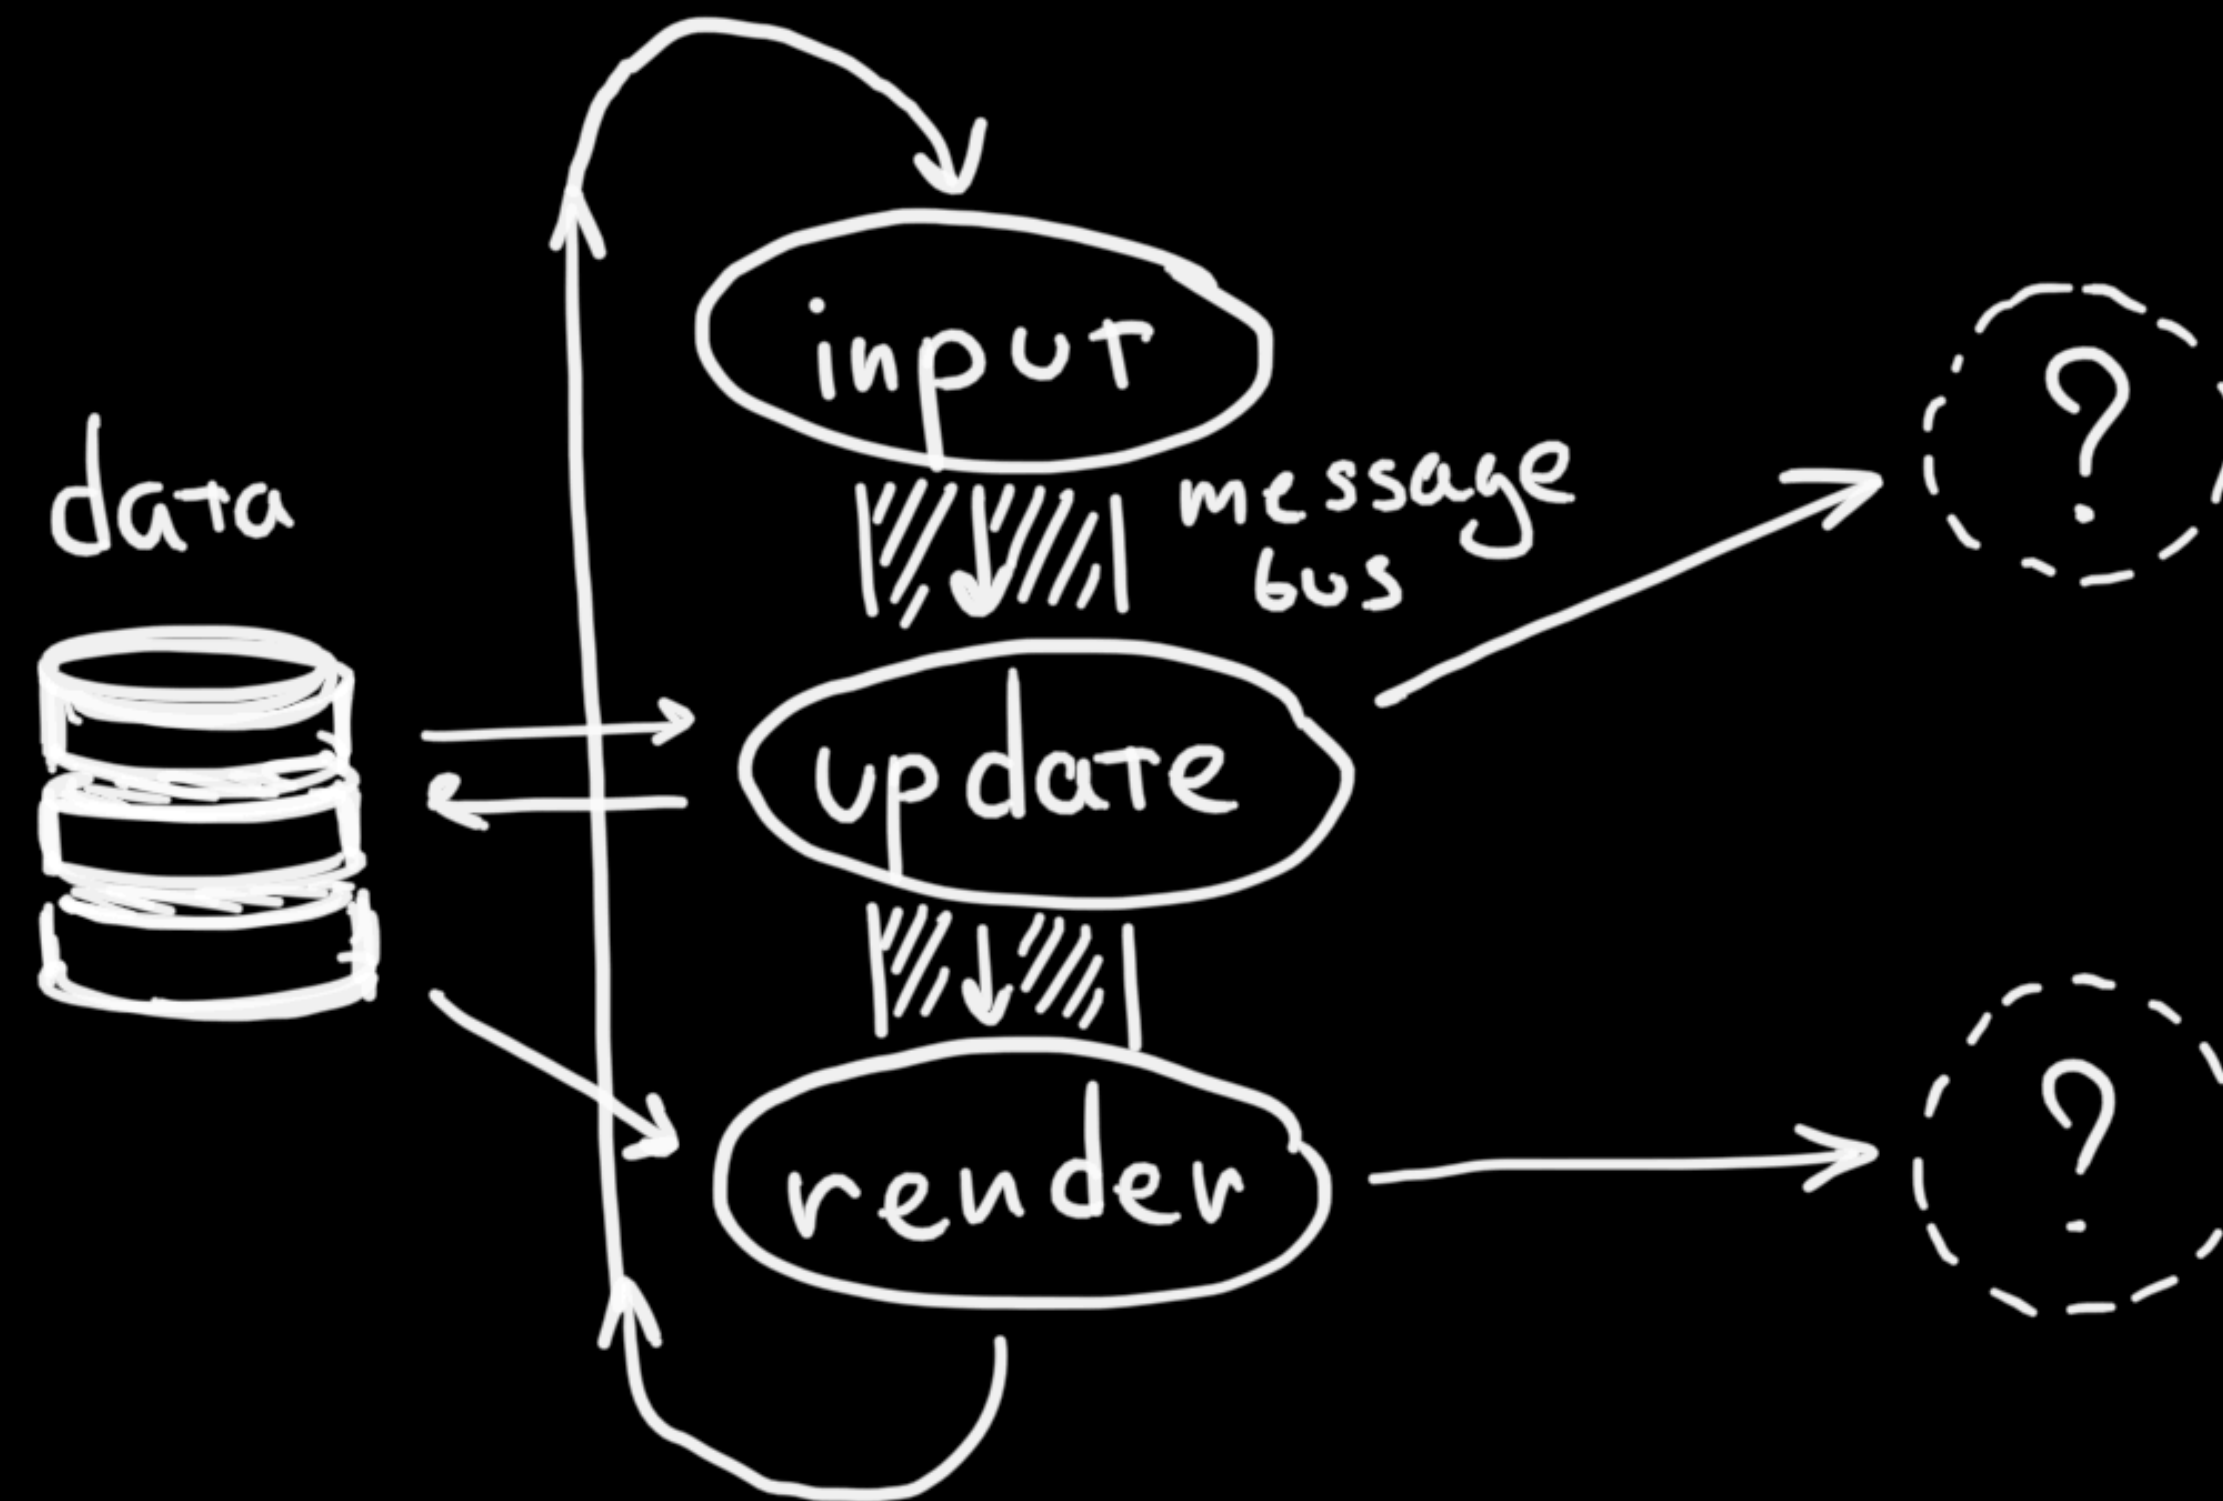 input
data
message
bus
?
update
render
?